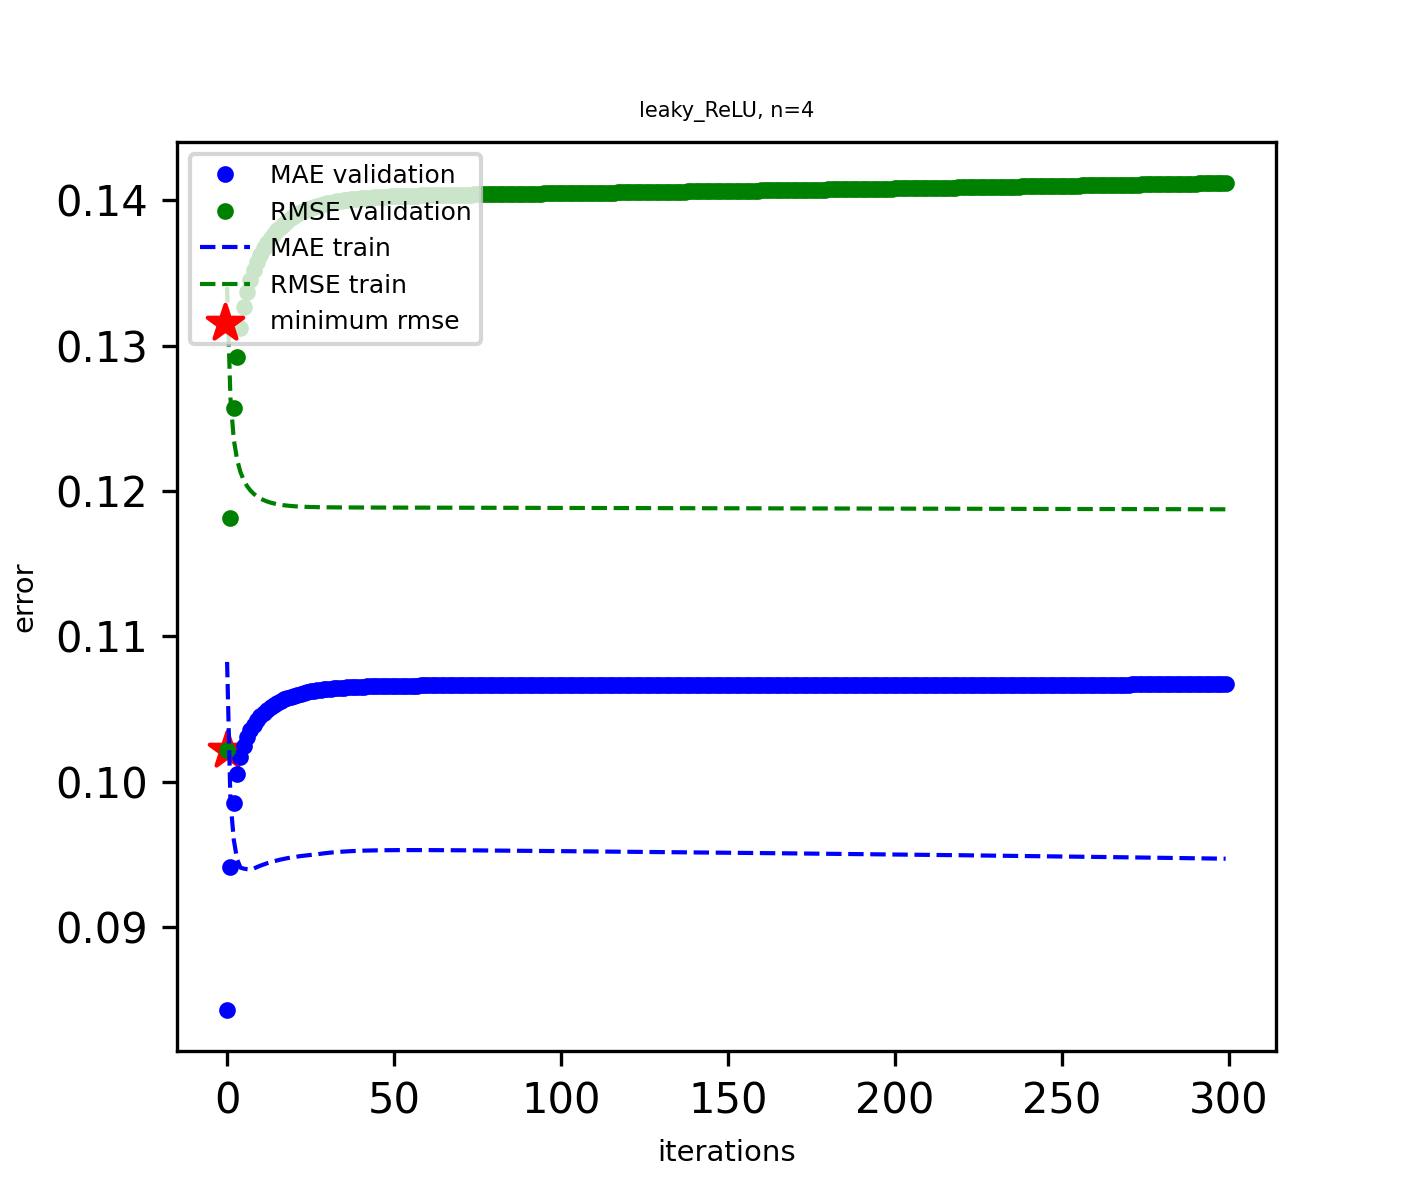 leaky_ReLU, n=4
MAE validation
RMSE validation
MAE train
RMSE train
minimum rmse
0.14
0.13
0.12
0.11
0.10
0.09
error
0 50 100 150 200 250 300
iterations